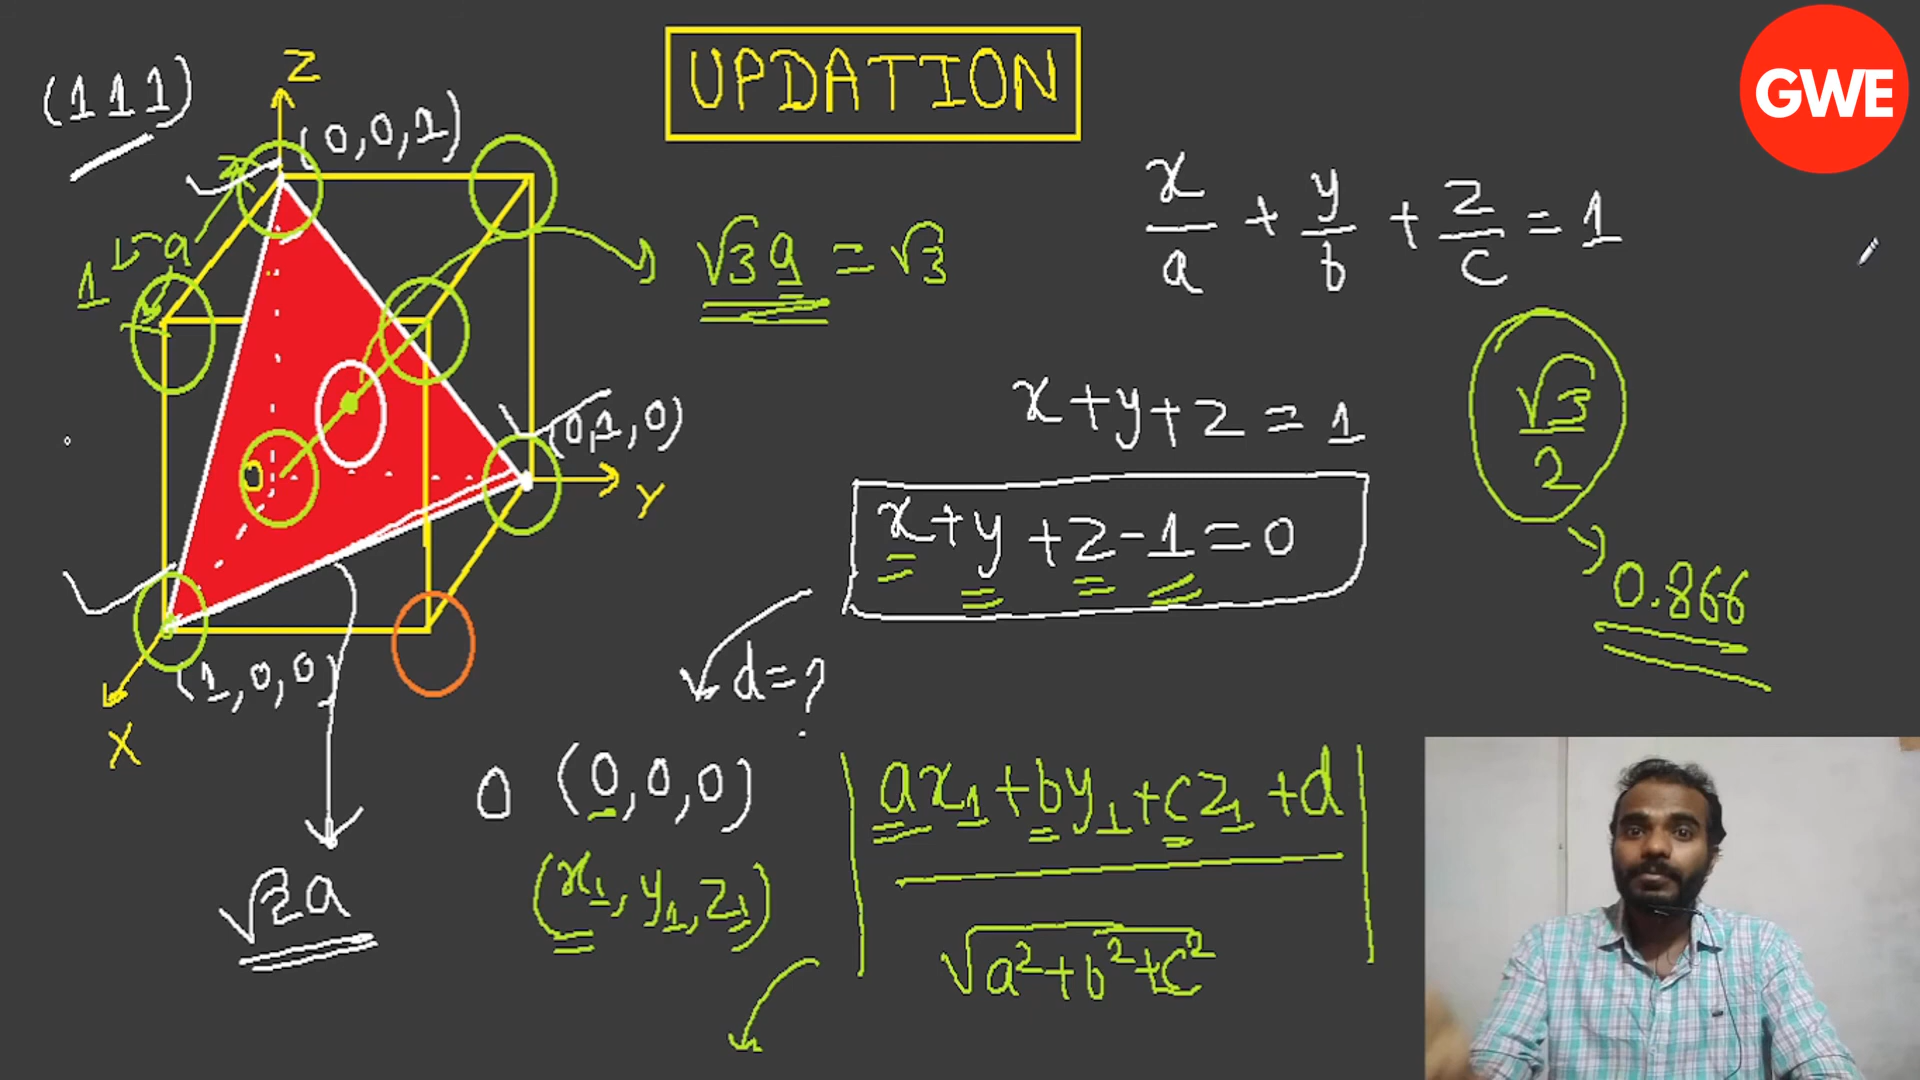 UPDATION
GWE
(111)
Z
(0,0,1)
a
1
√3a = √3
x/a + y/b + z/c = 1
x+y+z = 1
√3/2
0.866
(0,1,0)
O
Y
x+y+z-1=0
(1,0,0)
X
d=?
O (0,0,0)
(x₁, y₁, z₁)
|ax₁+by₁+cz₁+d|
√a²+b²+c²
√2a